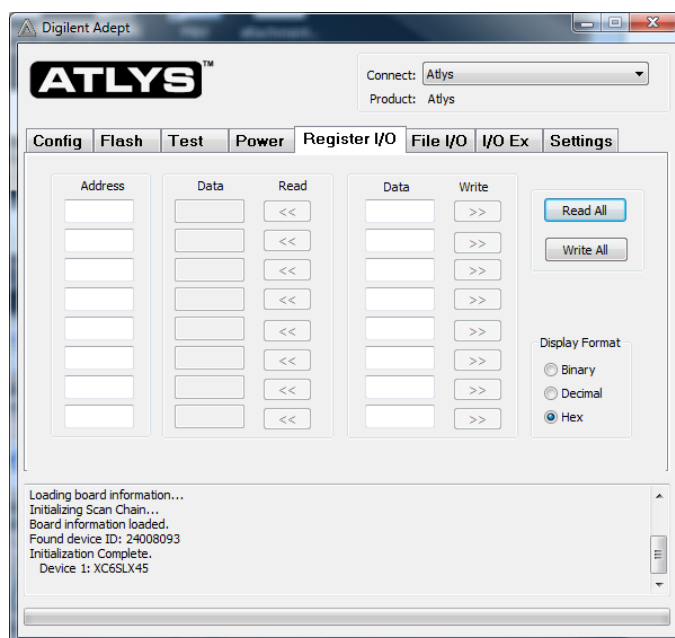 Digilent Adept
ATLYS™
Connect: Atlys
Product: Atlys
Config Flash Test Power Register I/O File I/O I/O Ex Settings
Address Data Read Data Write
<< >> Read All
<< >>
Write All
<< >>
<< >>
<< >>
Display Format
<< >>
Binary
<< >>
Decimal
<< >>
Hex
Loading board information...
Initializing Scan Chain...
Board information loaded.
Found device ID: 24008093
Initialization Complete.
Device 1: XC6SLX45